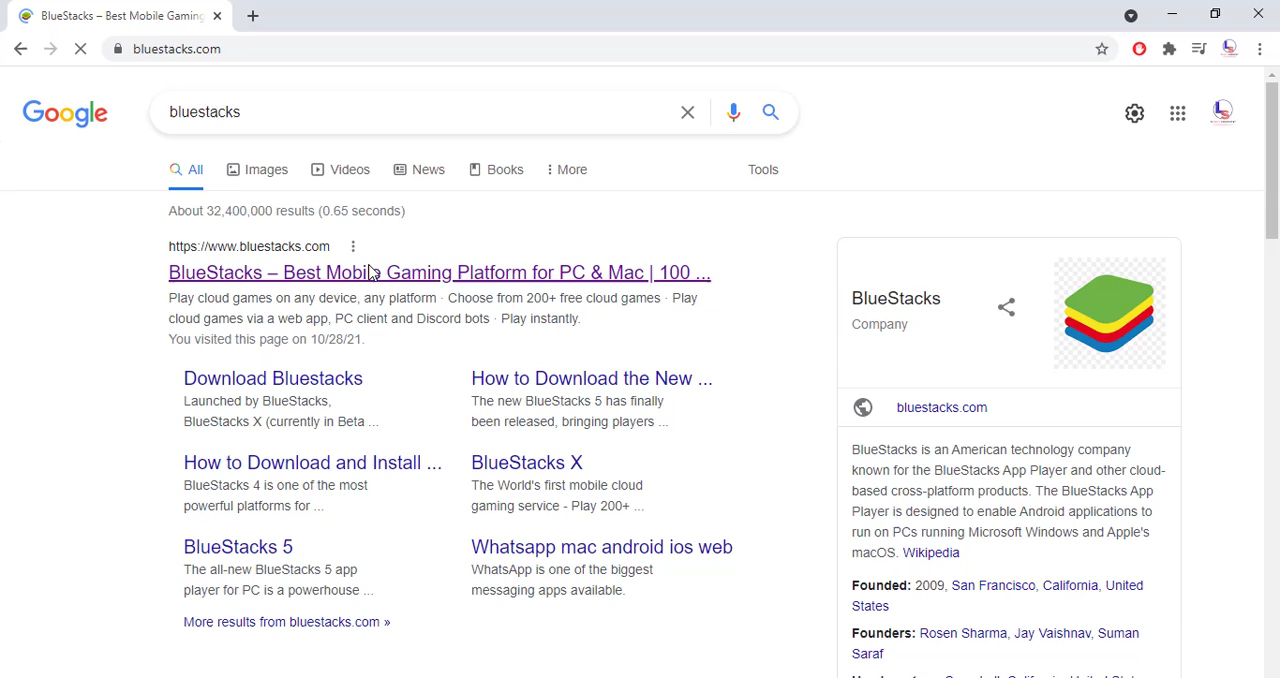 BlueStacks – Best Mobile Gaming
bluestacks.com
Google
bluestacks
All Images Videos News Books More Tools
About 32,400,000 results (0.65 seconds)
https://www.bluestacks.com
BlueStacks – Best Mobile Gaming Platform for PC & Mac | 100 ...
Play cloud games on any device, any platform · Choose from 200+ free cloud games · Play
cloud games via a web app, PC client and Discord bots · Play instantly.
You visited this page on 10/28/21.
Download Bluestacks
Launched by BlueStacks,
BlueStacks X (currently in Beta ...
How to Download the New ...
The new BlueStacks 5 has finally
been released, bringing players ...
How to Download and Install ...
BlueStacks 4 is one of the most
powerful platforms for ...
BlueStacks X
The World's first mobile cloud
gaming service - Play 200+ ...
BlueStacks 5
The all-new BlueStacks 5 app
player for PC is a powerhouse ...
Whatsapp mac android ios web
WhatsApp is one of the biggest
messaging apps available.
More results from bluestacks.com »
BlueStacks
Company
bluestacks.com
BlueStacks is an American technology company
known for the BlueStacks App Player and other cloud-
based cross-platform products. The BlueStacks App
Player is designed to enable Android applications to
run on PCs running Microsoft Windows and Apple's
macOS. Wikipedia
Founded: 2009, San Francisco, California, United
States
Founders: Rosen Sharma, Jay Vaishnav, Suman
Saraf